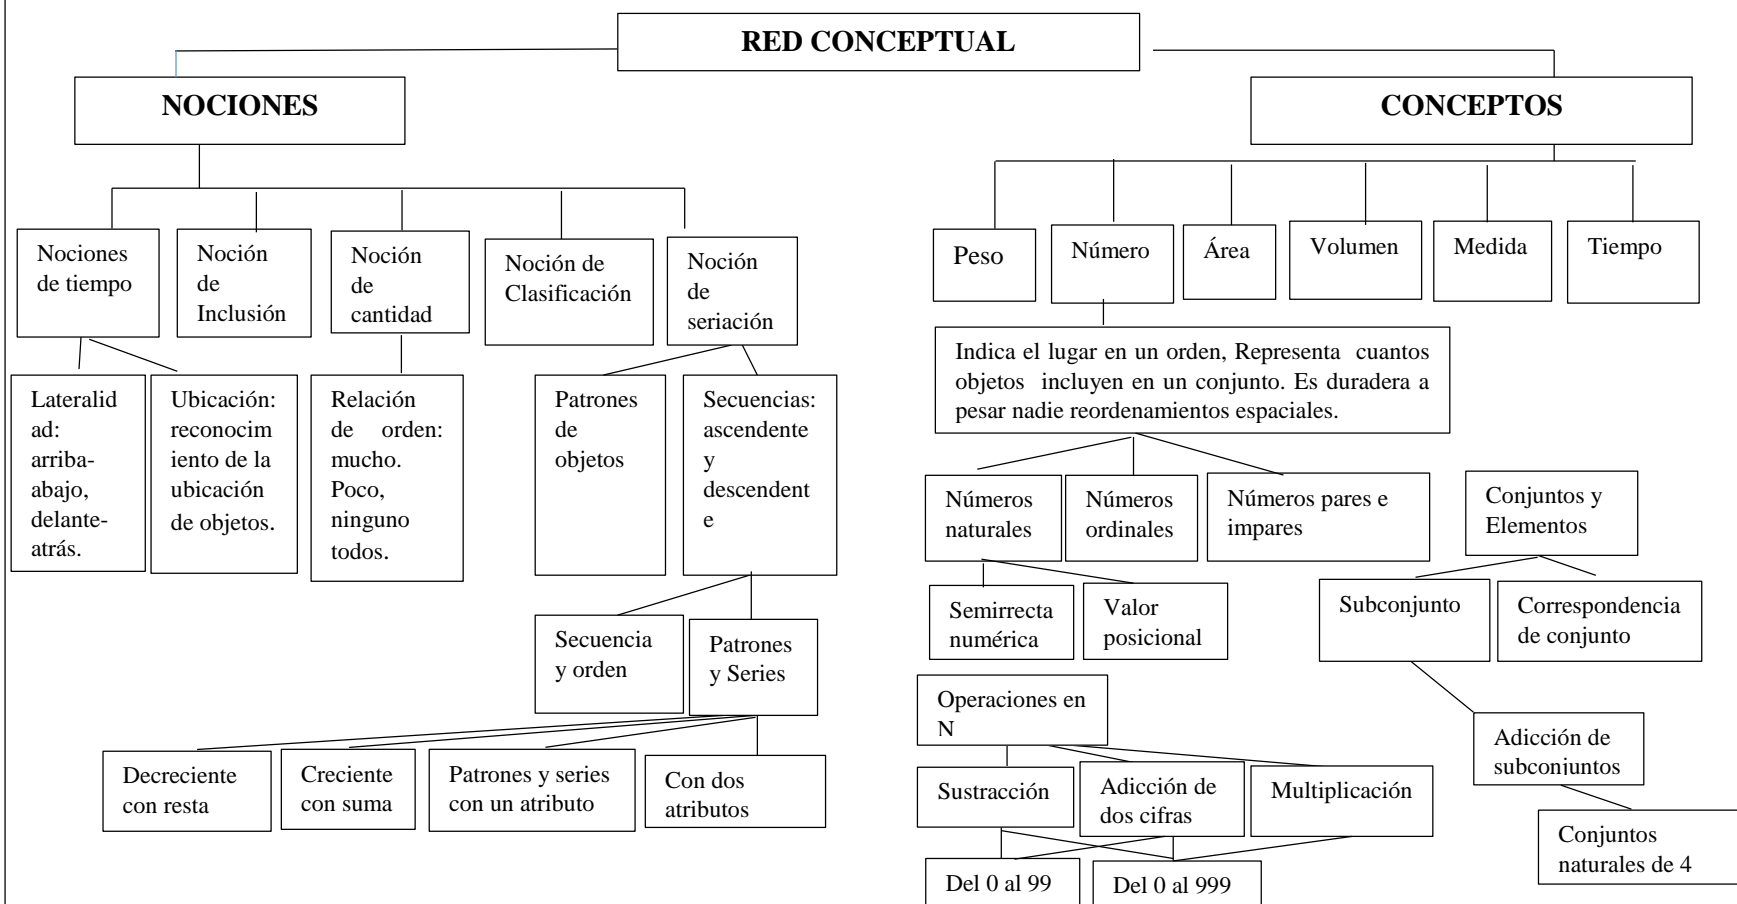 RED CONCEPTUAL
NOCIONES
CONCEPTOS
Nociones
de tiempo
Noción
de
Inclusión
Noción
de
cantidad
Noción de
Clasificación
Noción
de
seriación
Peso
Número
Área
Volumen
Medida
Tiempo
Indica el lugar en un orden, Representa cuantos
objetos incluyen en un conjunto. Es duradera a
pesar nadie reordenamientos espaciales.
Lateralid
ad:
arriba-
abajo,
delante-
atrás.
Ubicación:
reconocim
iento de la
ubicación
de objetos.
Relación
de orden:
mucho.
Poco,
ninguno
todos.
Patrones
de
objetos
Secuencias:
ascendente
y
descendent
e
Números
naturales
Números
ordinales
Números pares e
impares
Conjuntos y
Elementos
Semirrecta
numérica
Valor
posicional
Subconjunto
Correspondencia
de conjunto
Secuencia
y orden
Patrones
y Series
Operaciones en
N
Adicción de
subconjuntos
Decreciente
con resta
Creciente
con suma
Patrones y series
con un atributo
Con dos
atributos
Sustracción
Adicción de
dos cifras
Multiplicación
Conjuntos
naturales de 4
Del 0 al 99
Del 0 al 999